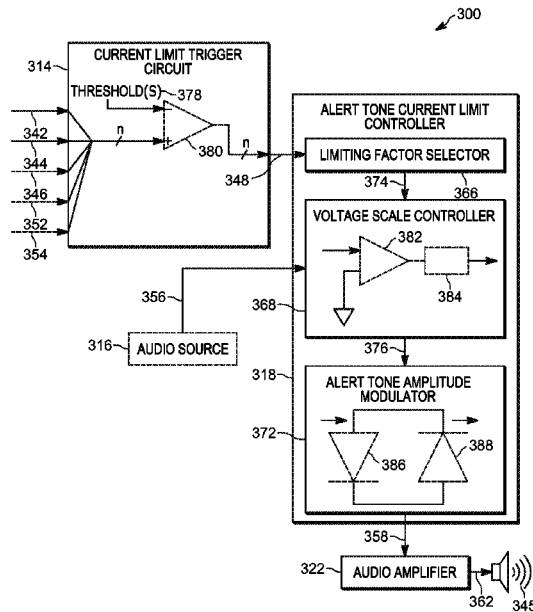 300
314
CURRENT LIMIT TRIGGER
CIRCUIT
THRESHOLD(S)
378
n
n
380
342
344
346
352
354
348
ALERT TONE CURRENT LIMIT
CONTROLLER
LIMITING FACTOR SELECTOR
374
366
VOLTAGE SCALE CONTROLLER
382
384
356
368
316
AUDIO SOURCE
376
318
ALERT TONE AMPLITUDE
MODULATOR
372
386
388
358
322
AUDIO AMPLIFIER
362
345